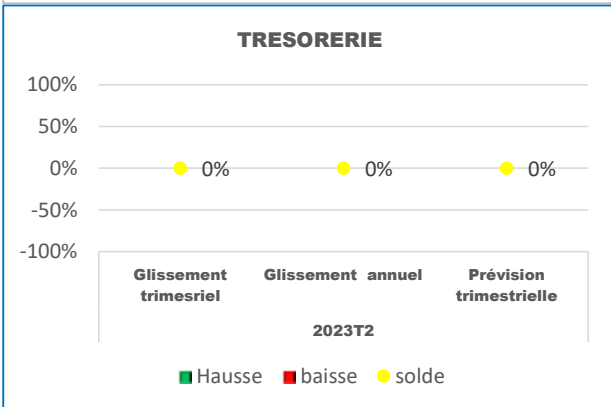 TRESORERIE
100%
50%
0%
-50%
-100%
0%
0%
0%
Glissement trimesriel
Glissement annuel
Prévision trimestrielle
2023T2
Hausse
baisse
solde